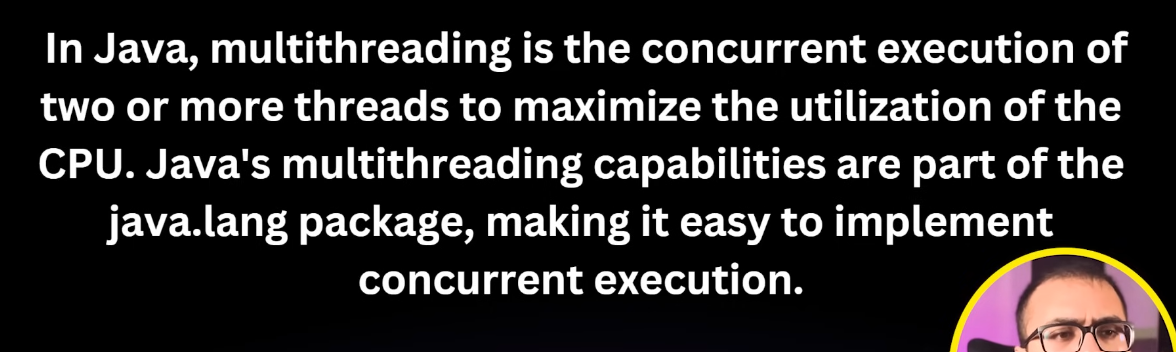 In Java, multithreading is the concurrent execution of
two or more threads to maximize the utilization of the
CPU. Java's multithreading capabilities are part of the
java.lang package, making it easy to implement
concurrent execution.